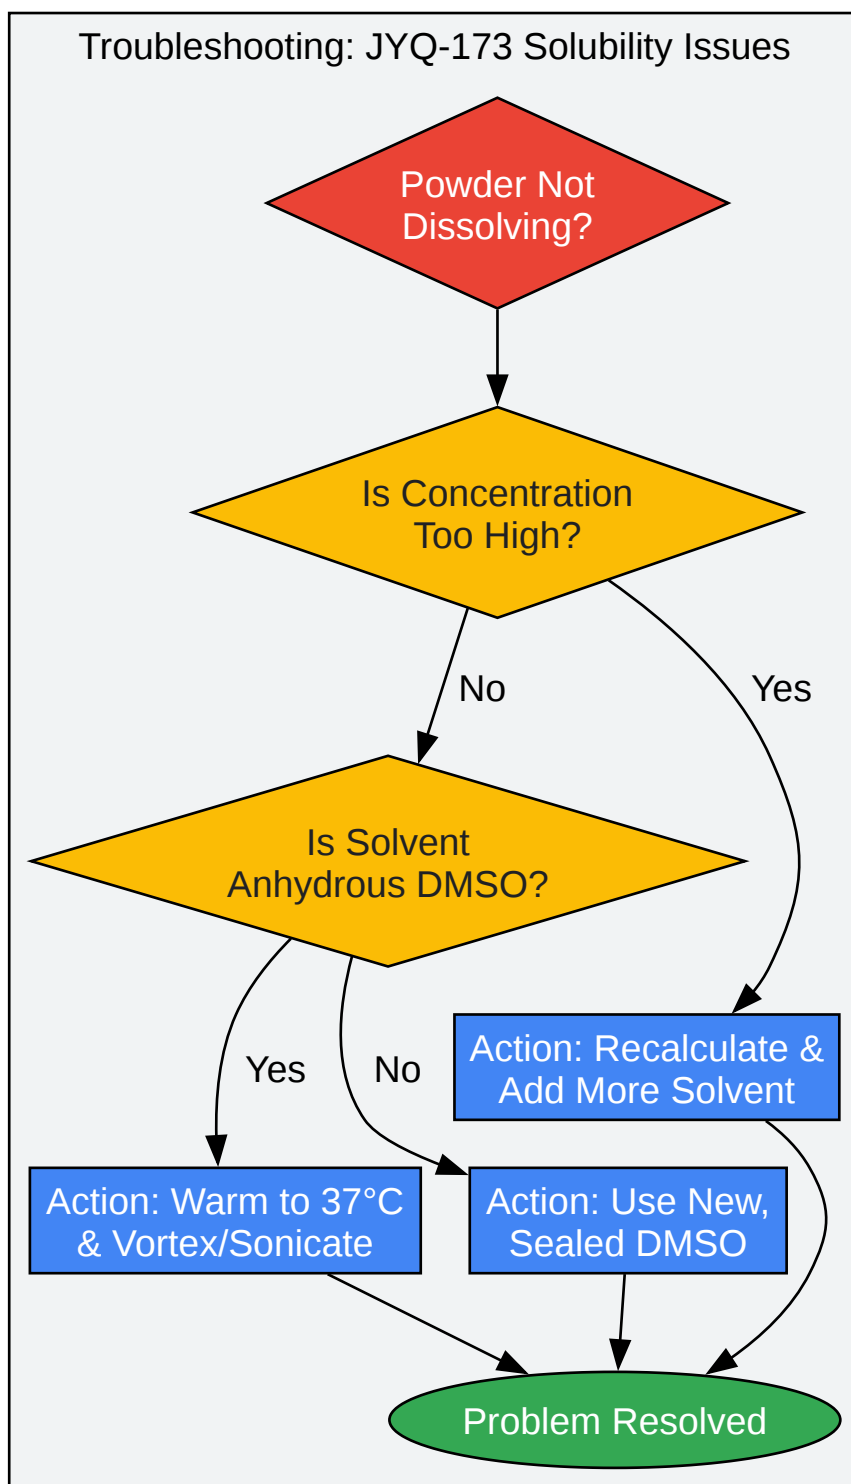 Troubleshooting: JYQ-173 Solubility Issues
Powder Not
Dissolving?
Is Concentration
Too High?
No
Yes
Is Solvent
Anhydrous DMSO?
Yes
No
Action: Recalculate &
Add More Solvent
Action: Warm to 37°C
& Vortex/Sonicate
Action: Use New,
Sealed DMSO
Problem Resolved